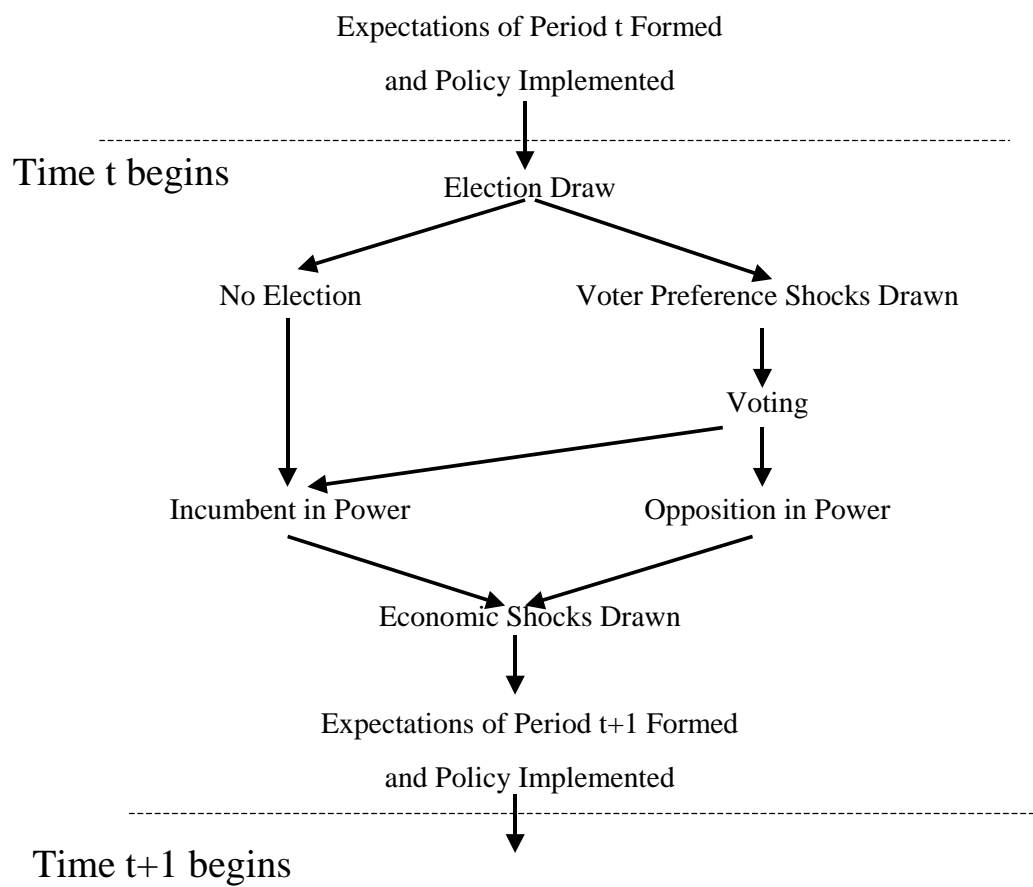 Expectations of Period t Formed
and Policy Implemented
Time t begins
Election Draw
No Election
Voter Preference Shocks Drawn
Voting
Incumbent in Power
Opposition in Power
Economic Shocks Drawn
Expectations of Period t+1 Formed
and Policy Implemented
Time t+1 begins